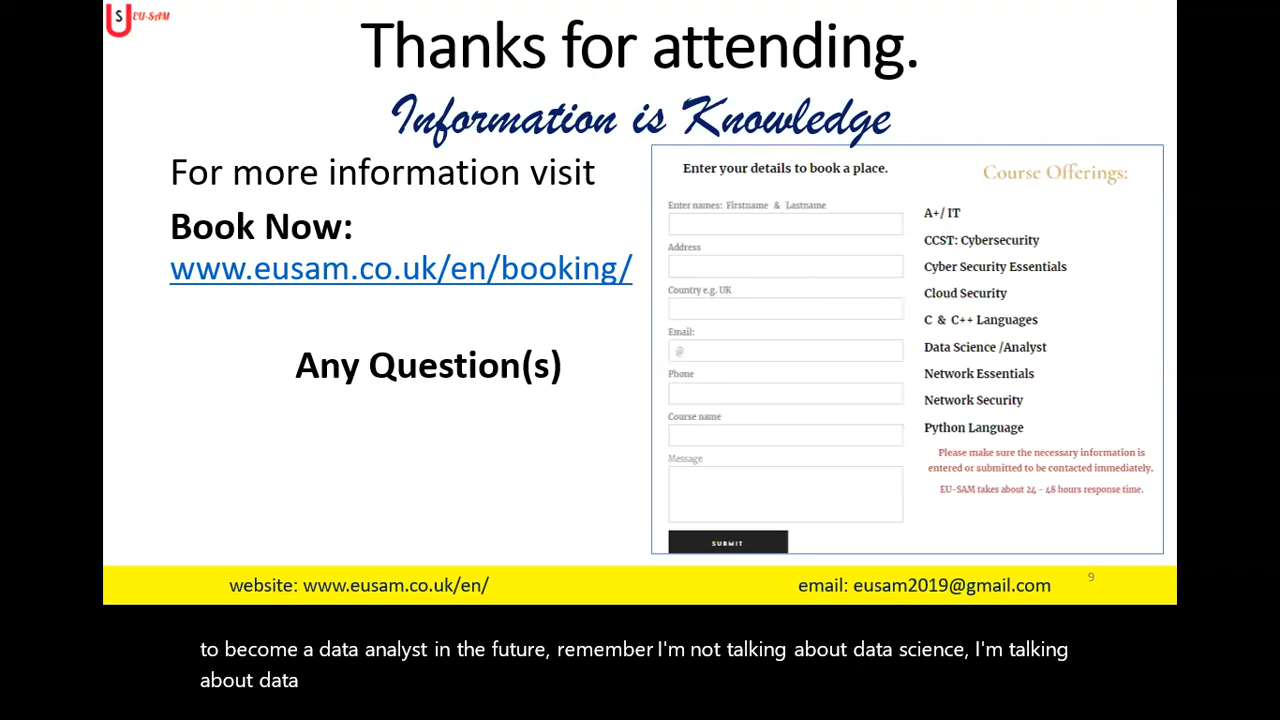 S EU-SAM
Thanks for attending.
Information is Knowledge
For more information visit
Book Now:
www.eusam.co.uk/en/booking/
Any Question(s)
Enter your details to book a place.
Enter names: Firstname & Lastname
Address
Country e.g. UK
Email:
@
Phone
Course name
Message
SUBMIT
Course Offerings:
A+/ IT
CCST: Cybersecurity
Cyber Security Essentials
Cloud Security
C & C++ Languages
Data Science /Analyst
Network Essentials
Network Security
Python Language
Please make sure the necessary information is
entered or submitted to be contacted immediately.
EU-SAM takes about 24 - 48 hours response time.
website: www.eusam.co.uk/en/
email: eusam2019@gmail.com
9
to become a data analyst in the future, remember I'm not talking about data science, I'm talking
about data